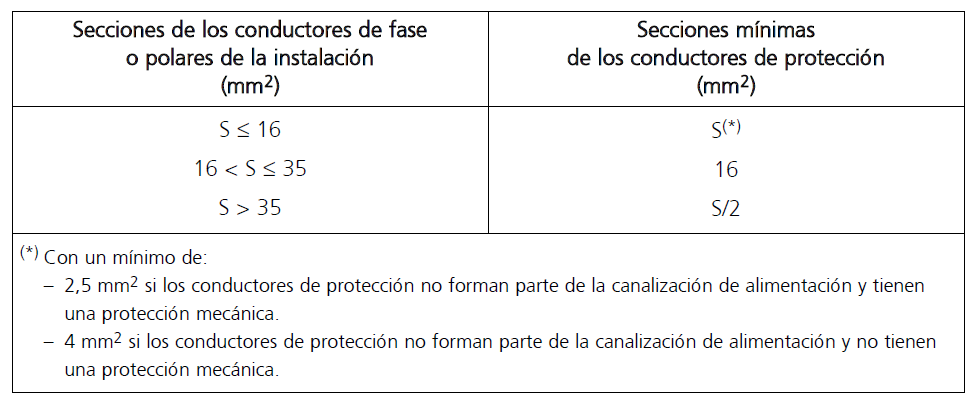 Secciones de los conductores de fase
o polares de la instalación
(mm2)
Secciones mínimas
de los conductores de protección
(mm2)
S ≤ 16
S(*)
16 < S ≤ 35
16
S > 35
S/2
(*) Con un mínimo de:
– 2,5 mm2 si los conductores de protección no forman parte de la canalización de alimentación y tienen
una protección mecánica.
– 4 mm2 si los conductores de protección no forman parte de la canalización de alimentación y no tienen
una protección mecánica.